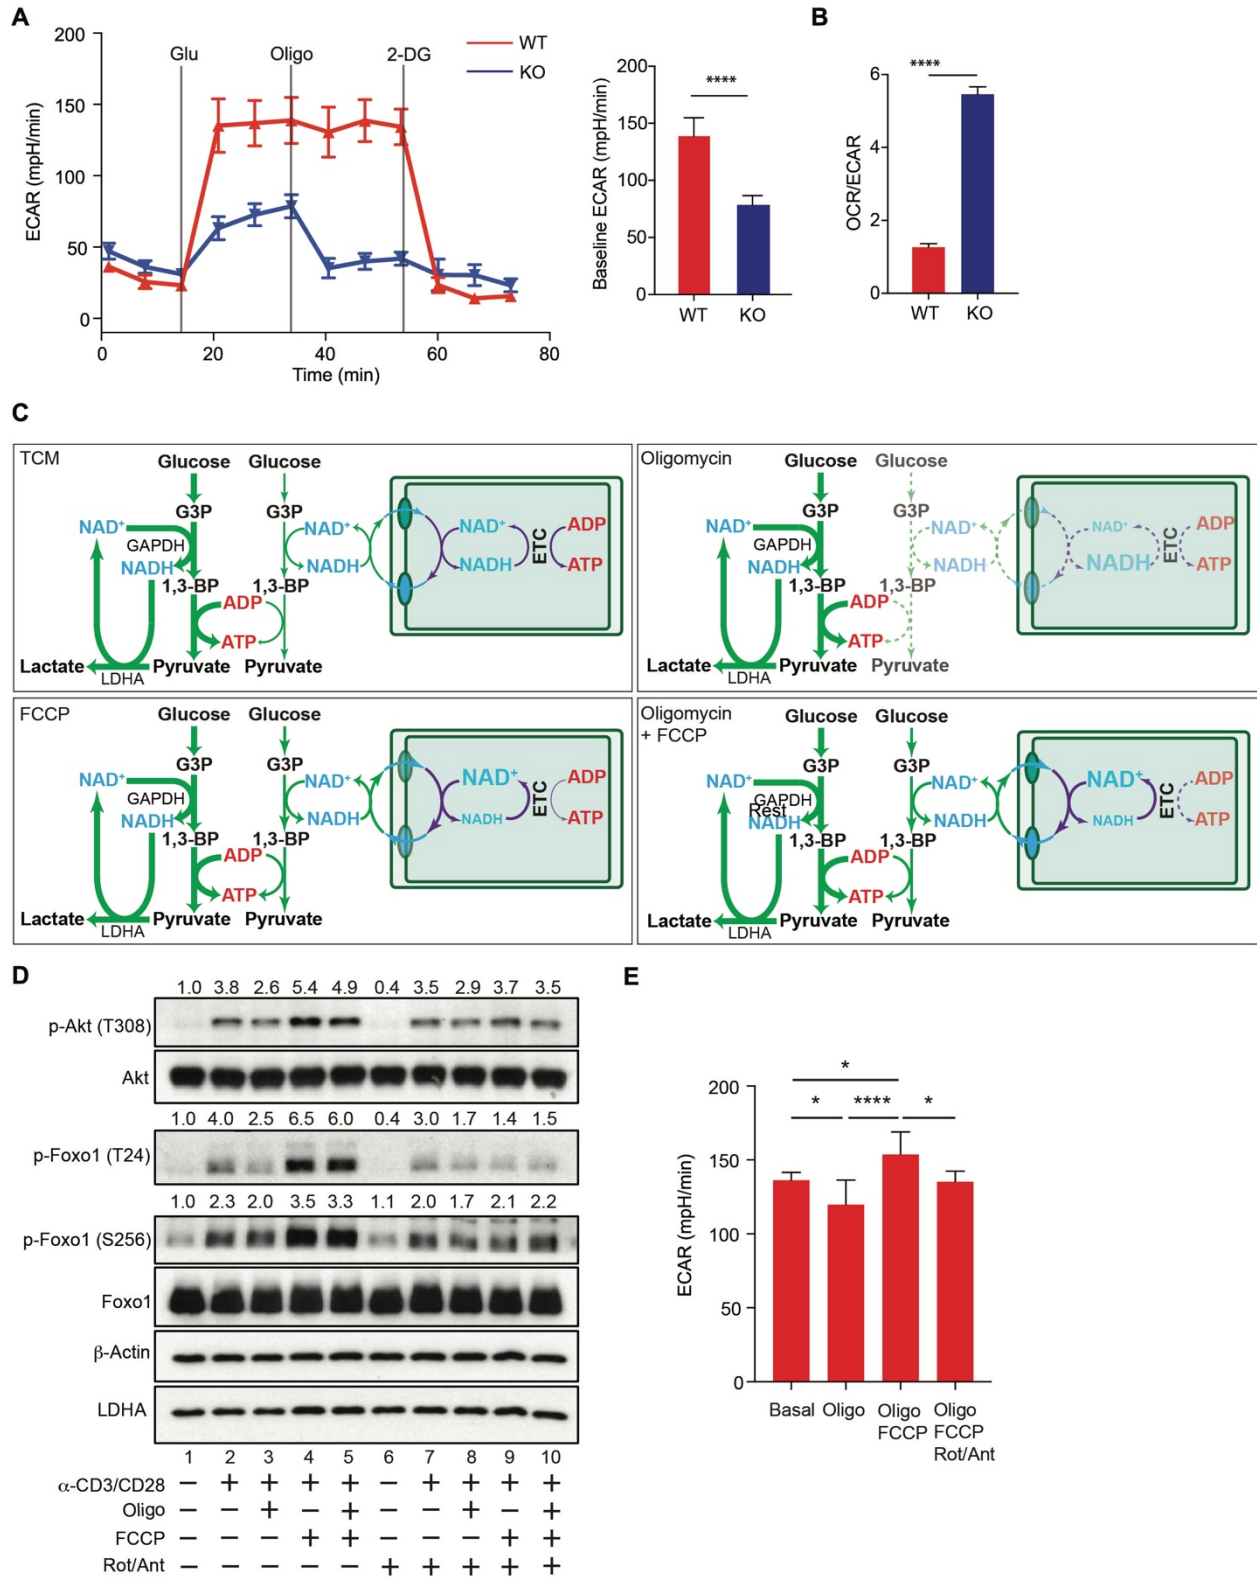 A
B
200
150
100
50
0
ECAR (mpH/min)
Glu
Oligo
2-DG
WT
KO
0
20
40
60
80
Time (min)
200
150
100
50
0
Baseline ECAR (mpH/min)
****
WT
KO
6
4
2
0
OCR/ECAR
****
WT
KO
C
TCM
Glucose
Glucose
G3P
G3P
NAD+
GAPDH
NADH
NAD+
NADH
1,3-BP
1,3-BP
ADP
ATP
Lactate
LDHA
Pyruvate
Pyruvate
NAD+
NADH
ETC
ADP
ATP
Oligomycin
Glucose
Glucose
G3P
G3P
NAD+
GAPDH
NADH
NAD+
NADH
1,3-BP
1,3-BP
ADP
ATP
Lactate
LDHA
Pyruvate
Pyruvate
NAD+
NADH
ETC
ADP
ATP
FCCP
Glucose
Glucose
G3P
G3P
NAD+
GAPDH
NADH
NAD+
NADH
1,3-BP
1,3-BP
ADP
ATP
Lactate
LDHA
Pyruvate
Pyruvate
NAD+
NADH
ETC
ADP
ATP
Oligomycin
+ FCCP
Glucose
Glucose
G3P
G3P
NAD+
GAPDH
Rest
NADH
NAD+
NADH
1,3-BP
1,3-BP
ADP
ATP
Lactate
LDHA
Pyruvate
Pyruvate
NAD+
NADH
ETC
ADP
ATP
D
1.0 3.8 2.6 5.4 4.9 0.4 3.5 2.9 3.7 3.5
p-Akt (T308)
Akt
1.0 4.0 2.5 6.5 6.0 0.4 3.0 1.7 1.4 1.5
p-Foxo1 (T24)
1.0 2.3 2.0 3.5 3.3 1.1 2.0 1.7 2.1 2.2
p-Foxo1 (S256)
Foxo1
β-Actin
LDHA
1 2 3 4 5 6 7 8 9 10
α-CD3/CD28 − + + + + − + + + +
Oligo − − + − + − − + − +
FCCP − − − + + − − − + +
Rot/Ant − − − − − + + + + +
E
200
150
100
50
0
ECAR (mpH/min)
*
* **** *
Basal
Oligo
Oligo
FCCP
Oligo
FCCP
Rot/Ant